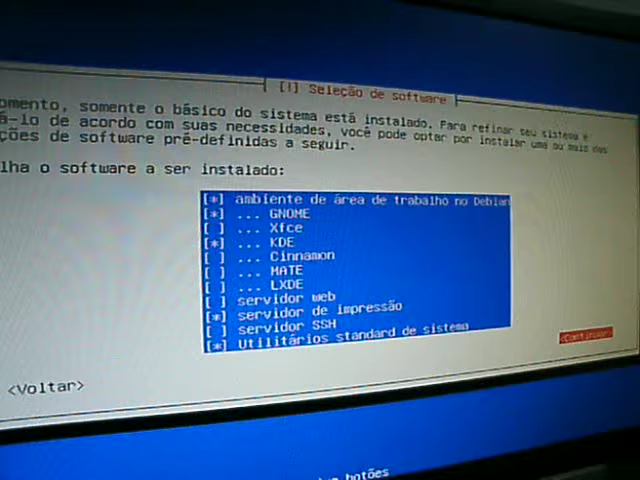 [!] Seleção de software
omento, somente o básico do sistema está instalado. Para refinar seu sistema e
á-lo de acordo com suas necessidades, você pode optar por instalar uma ou mais das
ções de software pré-definidas a seguir.
lha o software a ser instalado:
[*] ambiente de área de trabalho no Debian
[*] ... GNOME
[ ] ... Xfce
[*] ... KDE
[ ] ... Cinnamon
[ ] ... MATE
[ ] ... LXDE
[ ] servidor web
[*] servidor de impressão
[ ] servidor SSH
[*] Utilitários standard de sistema
<Voltar>
<Continuar>
botões